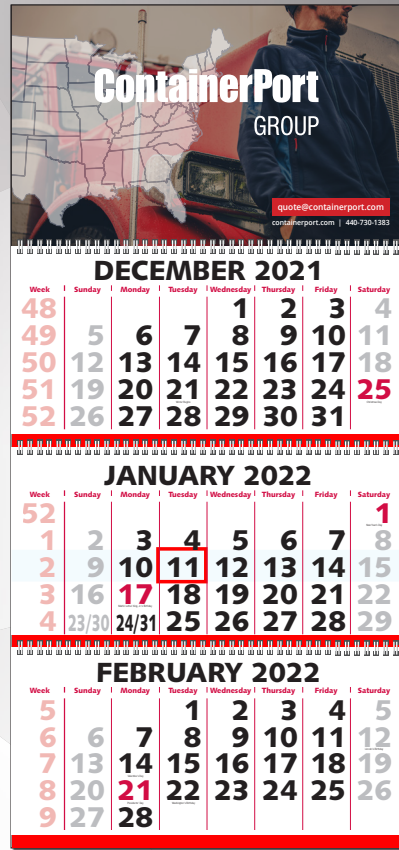 ContainerPort
GROUP
quote@containerport.com
containerport.com | 440-730-1383
DECEMBER 2021
Week Sunday Monday Tuesday Wednesday Thursday Friday Saturday
48 1 2 3 4
49 5 6 7 8 9 10 11
50 12 13 14 15 16 17 18
51 19 20 21 22 23 24 25
52 26 27 28 29 30 31
JANUARY 2022
Week Sunday Monday Tuesday Wednesday Thursday Friday Saturday
52 1
1 2 3 4 5 6 7 8
2 9 10 11 12 13 14 15
3 16 17 18 19 20 21 22
4 23/30 24/31 25 26 27 28 29
FEBRUARY 2022
Week Sunday Monday Tuesday Wednesday Thursday Friday Saturday
5 1 2 3 4 5
6 6 7 8 9 10 11 12
7 13 14 15 16 17 18 19
8 20 21 22 23 24 25 26
9 27 28